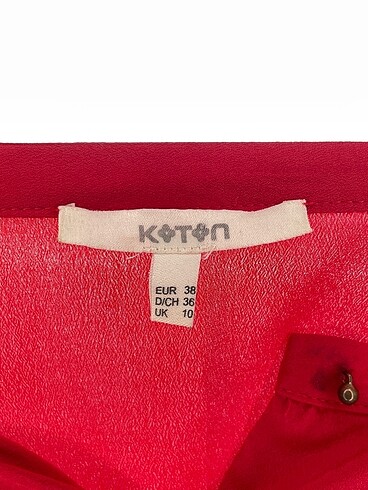 KOTON
EUR 38
D/CH 36
UK 10